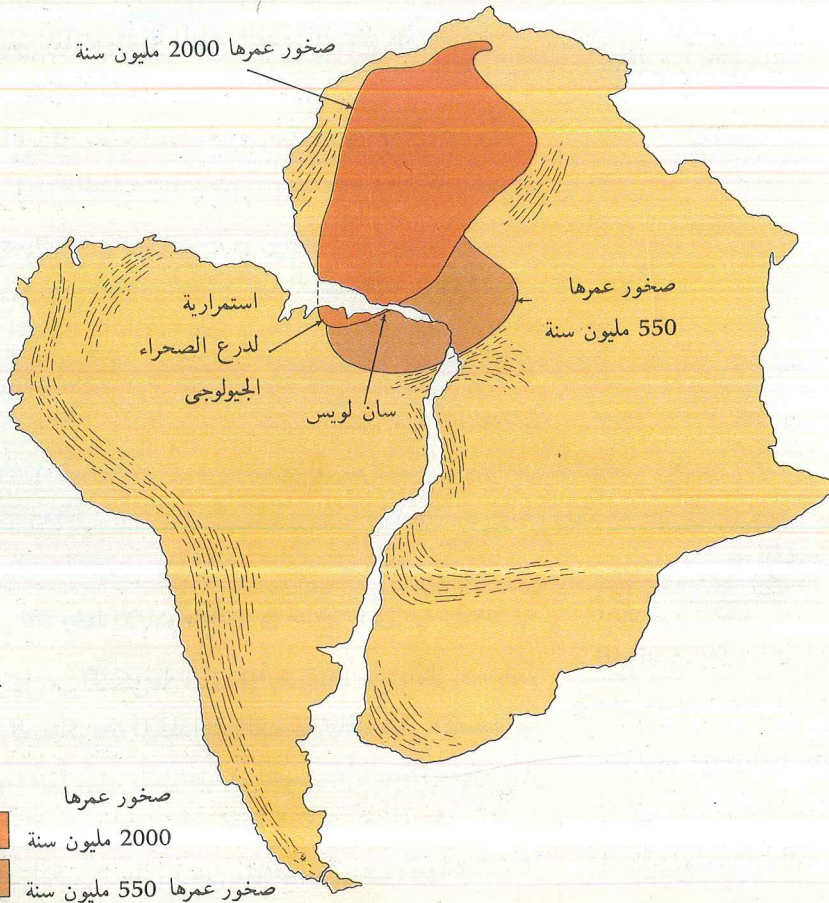 صخور عمرها 2000 مليون سنة
صخور عمرها
550 مليون سنة
استمرارية
لدرع الصحراء
الجيولوجى
سان لويس
صخور عمرها
2000 مليون سنة
صخور عمرها 550 مليون سنة